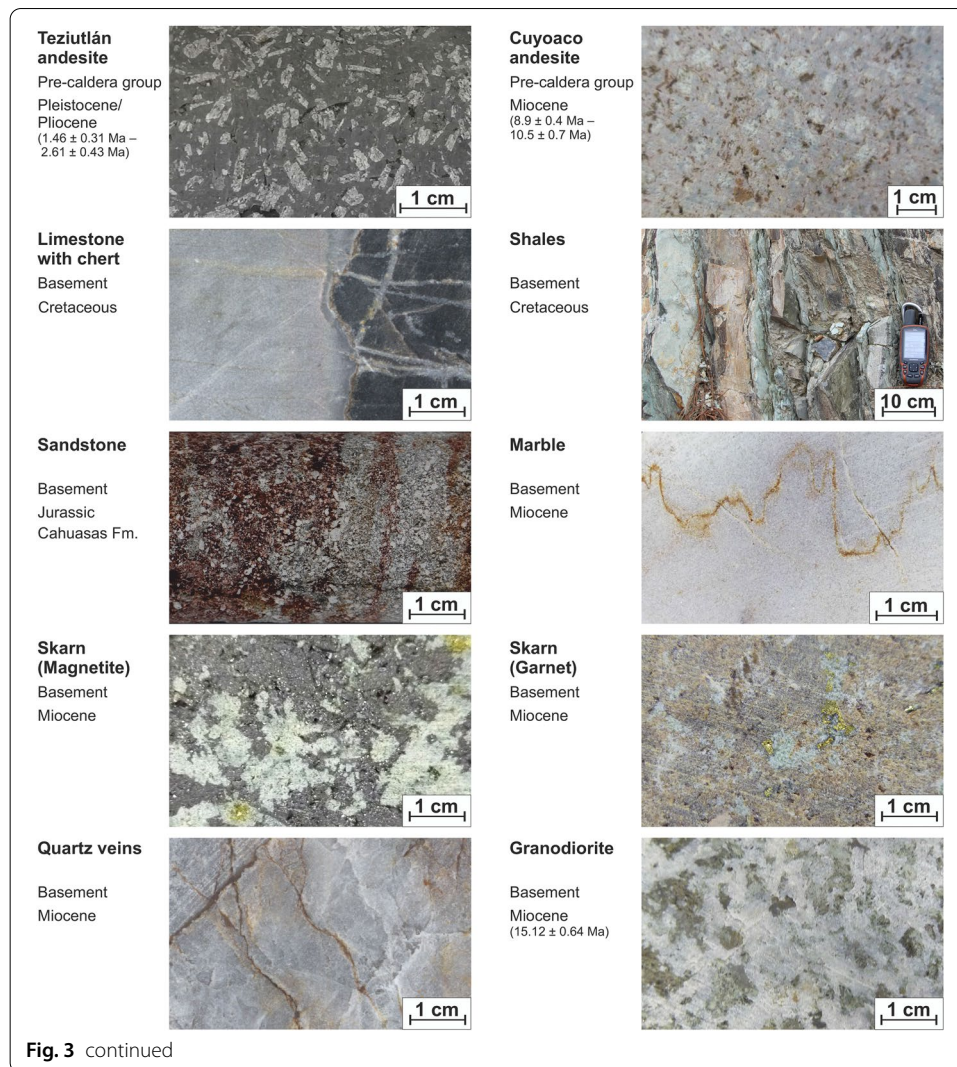 Teziutlán
andesite
Pre-caldera group
Pleistocene/
Pliocene
(1.46 ± 0.31 Ma –
2.61 ± 0.43 Ma)
1 cm
Cuyoaco
andesite
Pre-caldera group
Miocene
(8.9 ± 0.4 Ma –
10.5 ± 0.7 Ma)
1 cm
Limestone
with chert
Basement
Cretaceous
1 cm
Shales
Basement
Cretaceous
10 cm
Sandstone
Basement
Jurassic
Cahuasas Fm.
1 cm
Marble
Basement
Miocene
1 cm
Skarn
(Magnetite)
Basement
Miocene
1 cm
Skarn
(Garnet)
Basement
Miocene
1 cm
Quartz veins
Basement
Miocene
1 cm
Granodiorite
Basement
Miocene
(15.12 ± 0.64 Ma)
1 cm
Fig. 3 continued